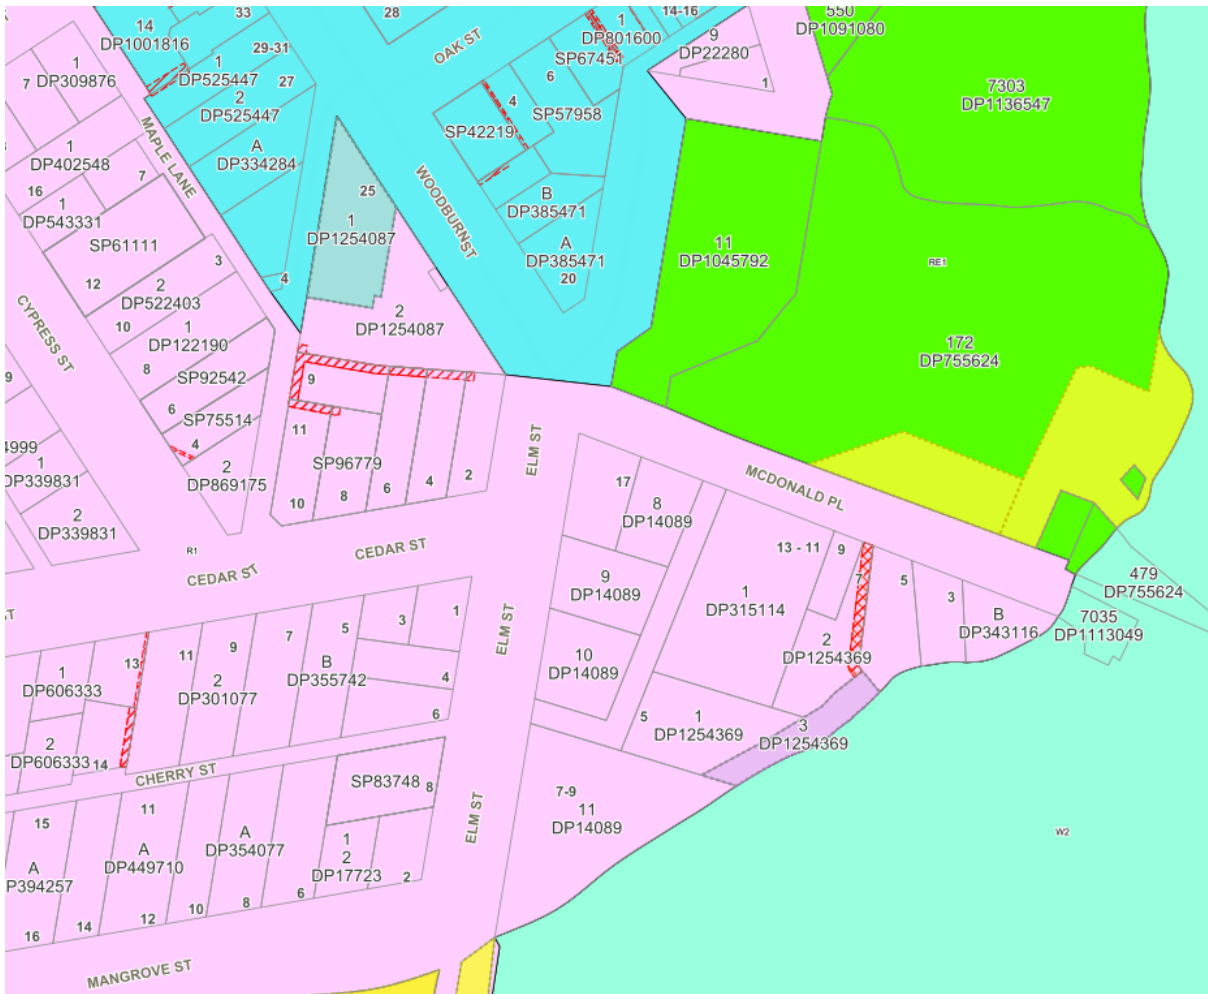 33
28
14
DP1001816
29-31
27
1
DP525447
2
DP525447
A
DP334284
OAK ST
14-16
1
DP801600
SP67451
6
4
SP57958
SP42219
9
DP22280
1
550
DP1091080
7303
DP1136547
7
1
DP309876
1
DP402548
7
16
1
DP543331
MAPLE LANE
SP61111
3
12
2
DP522403
10
1
DP122190
8
SP92542
6
SP75514
4
2
DP869175
4
25
1
DP1254087
2
DP1254087
WOODBURN ST
B
DP385471
A
DP385471
20
11
DP1045792
RE1
172
DP755624
CYPRESS ST
9
4999
1
DP339831
2
DP339831
9
11
SP96779
10
8
6
4
2
ELM ST
MCDONALD PL
R1
CEDAR ST
CEDAR ST
ST
17
8
DP14089
9
DP14089
10
DP14089
13 - 11
9
7
1
DP315114
2
DP1254369
5
3
B
DP343116
479
DP755624
7035
DP1113049
5
1
DP1254369
3
DP1254369
ELM ST
1
3
5
7
9
11
13
4
6
B
DP355742
2
DP301077
1
DP606333
2
DP606333
14
CHERRY ST
SP83748
8
ELM ST
7-9
11
DP14089
W2
15
11
A
DP354077
A
DP449710
A
P394257
1
2
DP17723
2
6
8
10
12
14
16
MANGROVE ST